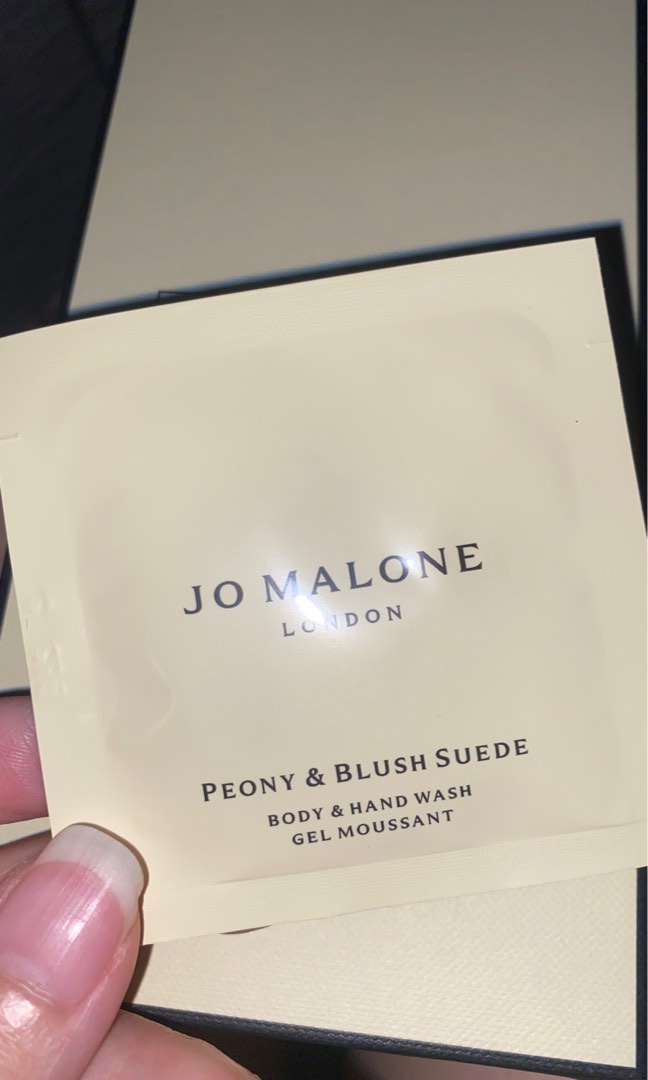 JO MALONE
LONDON
PEONY & BLUSH SUEDE
BODY & HAND WASH
GEL MOUSSANT